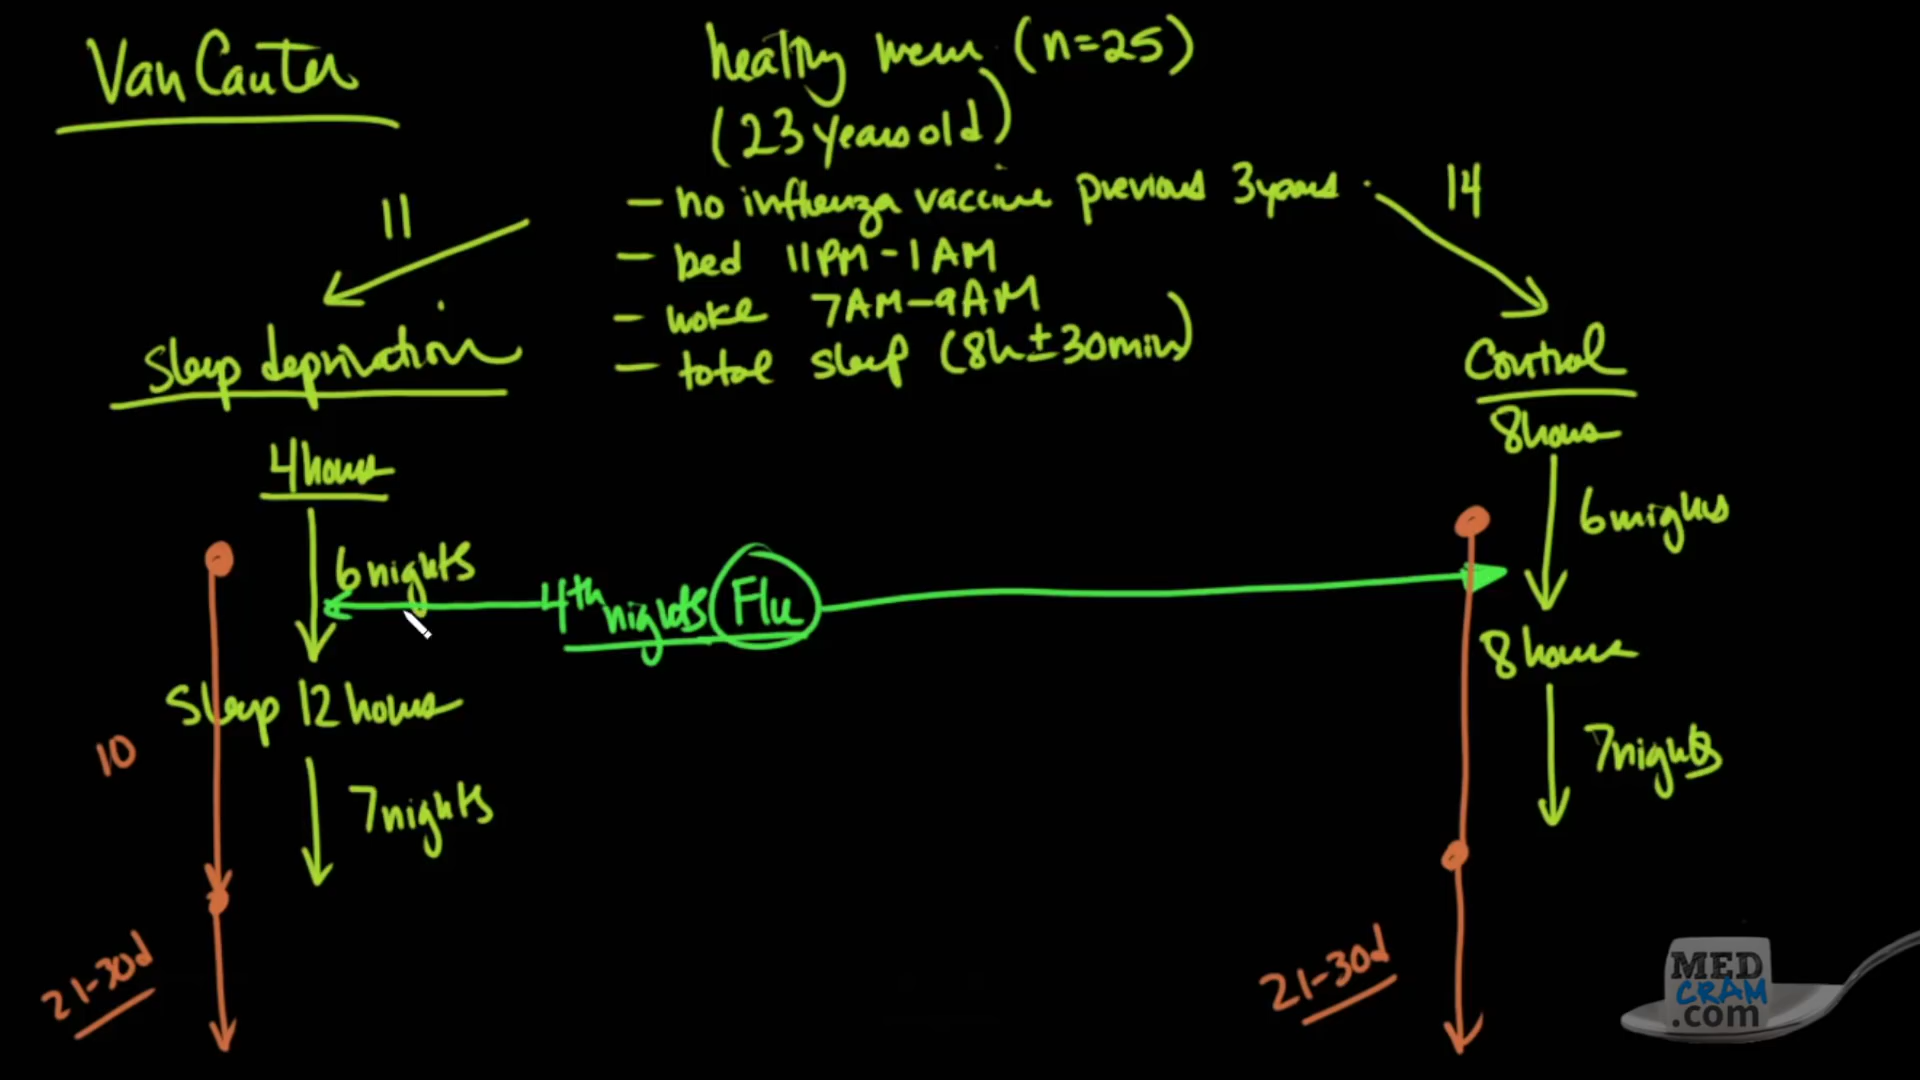 Van Cauter
healthy men (n=25)
(23 years old)
11
14
- no influenza vaccine previous 3 years
- bed 11PM - 1AM
- woke 7AM-9AM
- total sleep (8h ± 30min)
Sleep deprivation
Control
4 hours
8 hours
6 nights
6 nights
4th nights Flu
Sleep 12 hours
8 hours
10
7 nights
7 nights
21-30d
21-30d
MED
CRAM
.com